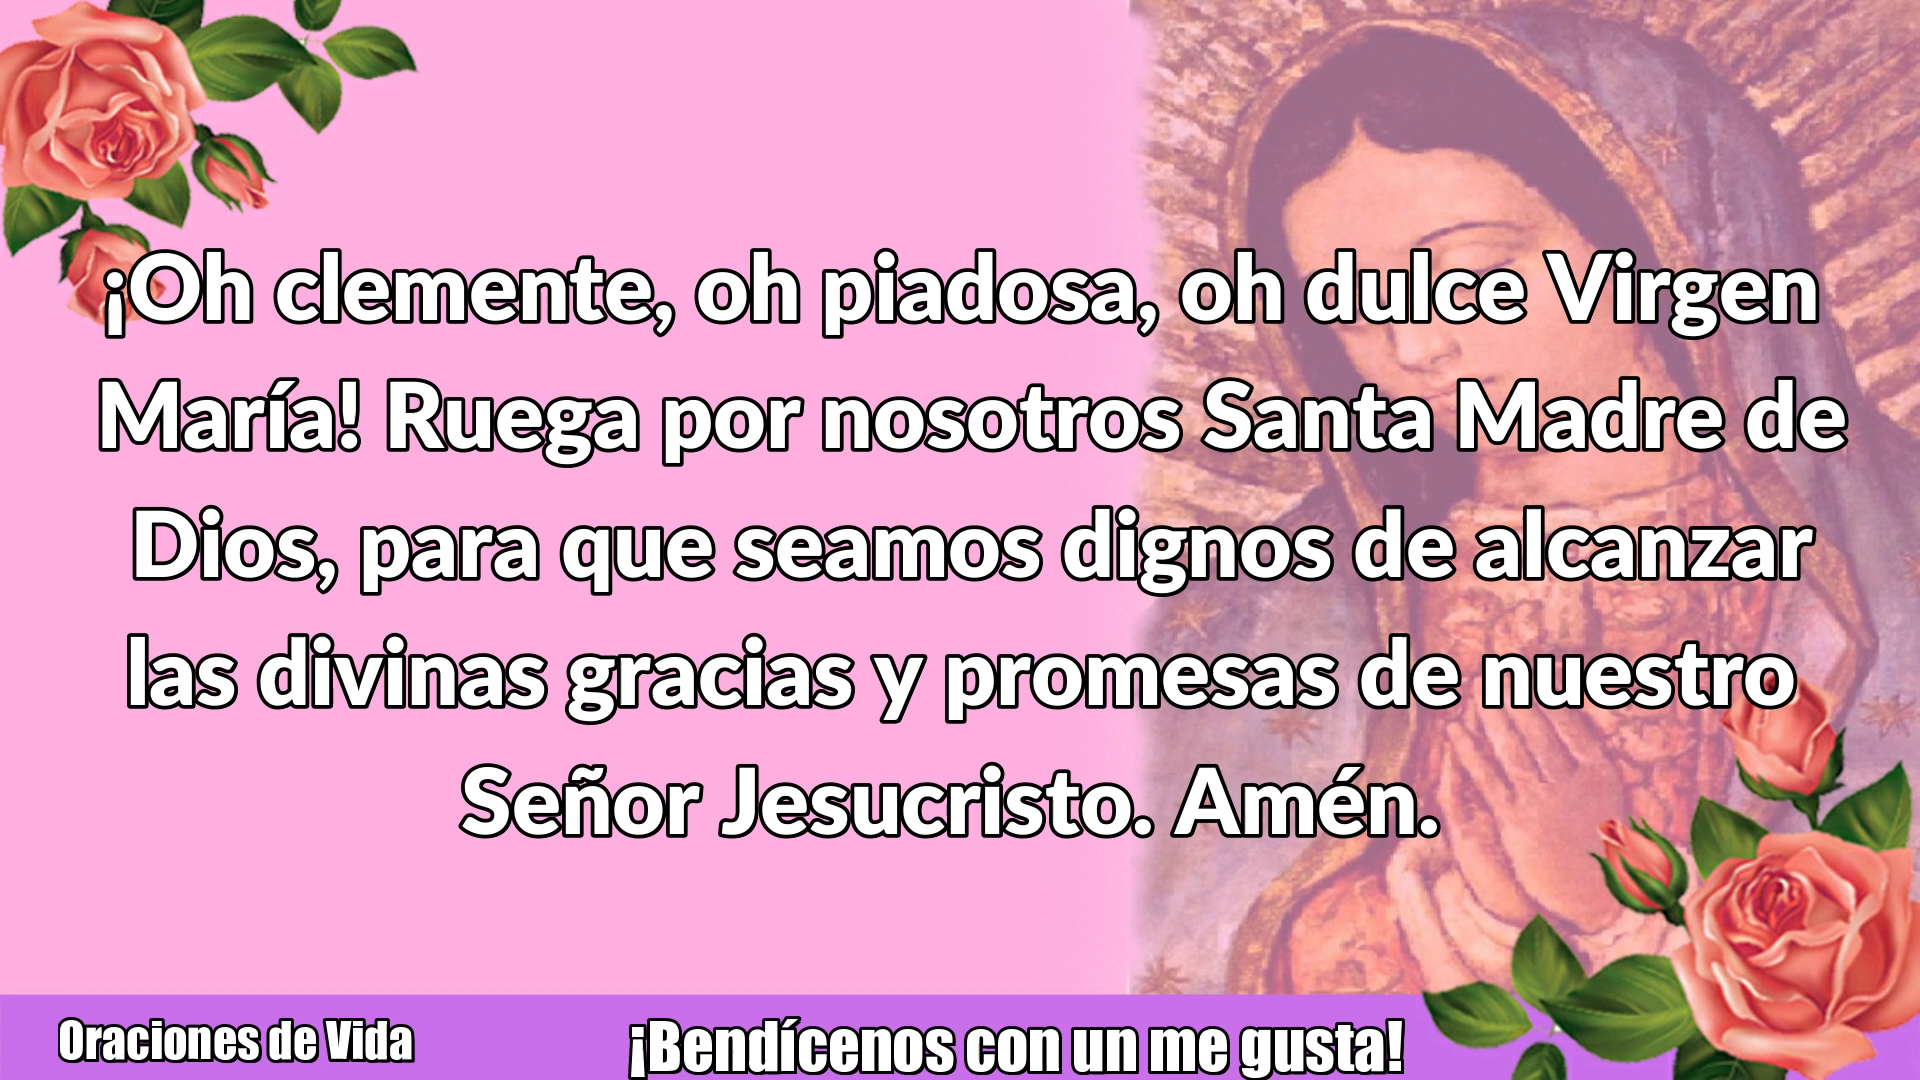 ¡Oh clemente, oh piadosa, oh dulce Virgen
María! Ruega por nosotros Santa Madre de
Dios, para que seamos dignos de alcanzar
las divinas gracias y promesas de nuestro
Señor Jesucristo. Amén.
Oraciones de Vida
¡Bendícenos con un me gusta!